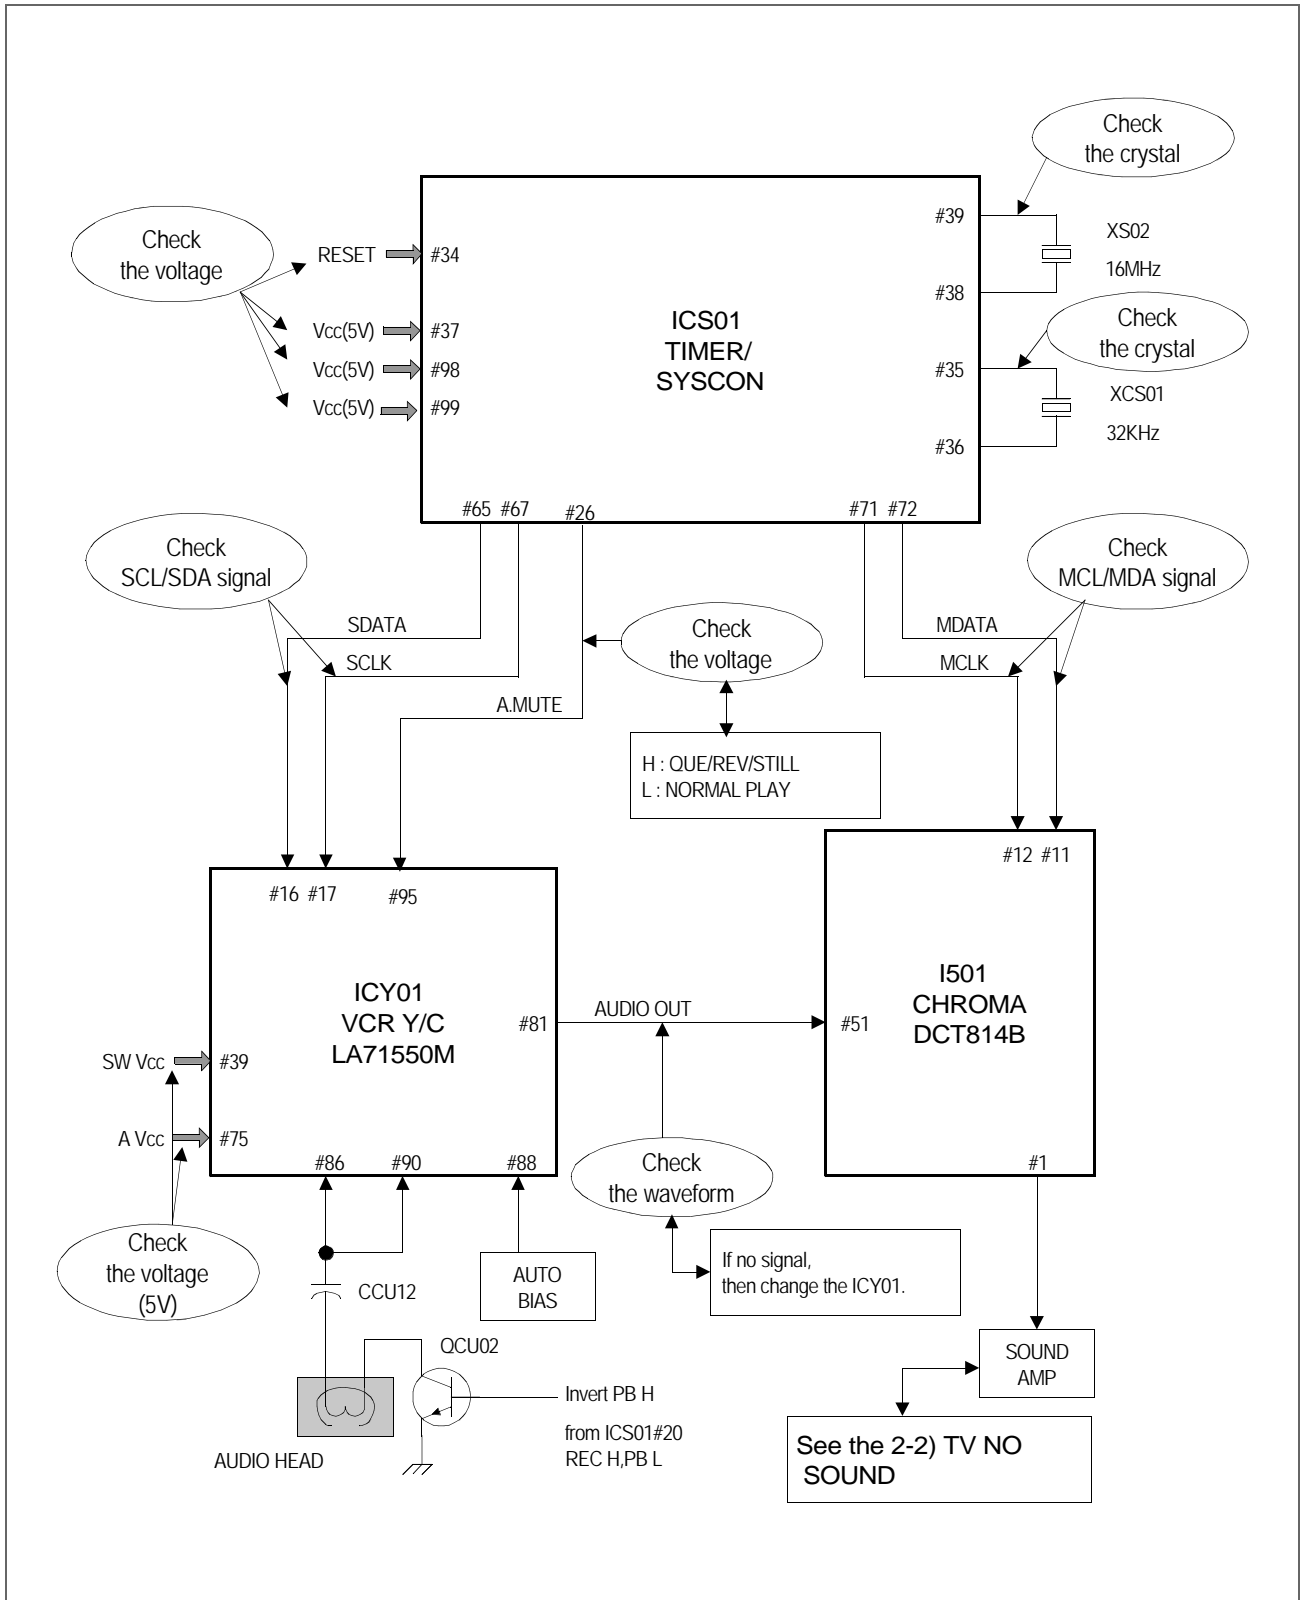 Check
the crystal
#39
XS02
16MHz
#38
Check
the voltage
RESET
#34
Vcc(5V)
#37
Vcc(5V)
#98
Vcc(5V)
#99
ICS01
TIMER/
SYSCON
Check
the crystal
#35
XCS01
32KHz
#36
#65 #67
#26
#71 #72
Check
SCL/SDA signal
Check
MCL/MDA signal
SDATA
SCLK
A.MUTE
Check
the voltage
MDATA
MCLK
H : QUE/REV/STILL
L : NORMAL PLAY
#16 #17
#95
#12 #11
ICY01
VCR Y/C
LA71550M
#81
AUDIO OUT
#51
I501
CHROMA
DCT814B
SW Vcc
#39
A Vcc
#75
#86
#90
#88
#1
Check
the voltage
(5V)
Check
the waveform
CCU12
AUTO
BIAS
If no signal,
then change the ICY01.
QCU02
SOUND
AMP
Invert PB H
from ICS01#20
REC H,PB L
AUDIO HEAD
See the 2-2) TV NO
SOUND